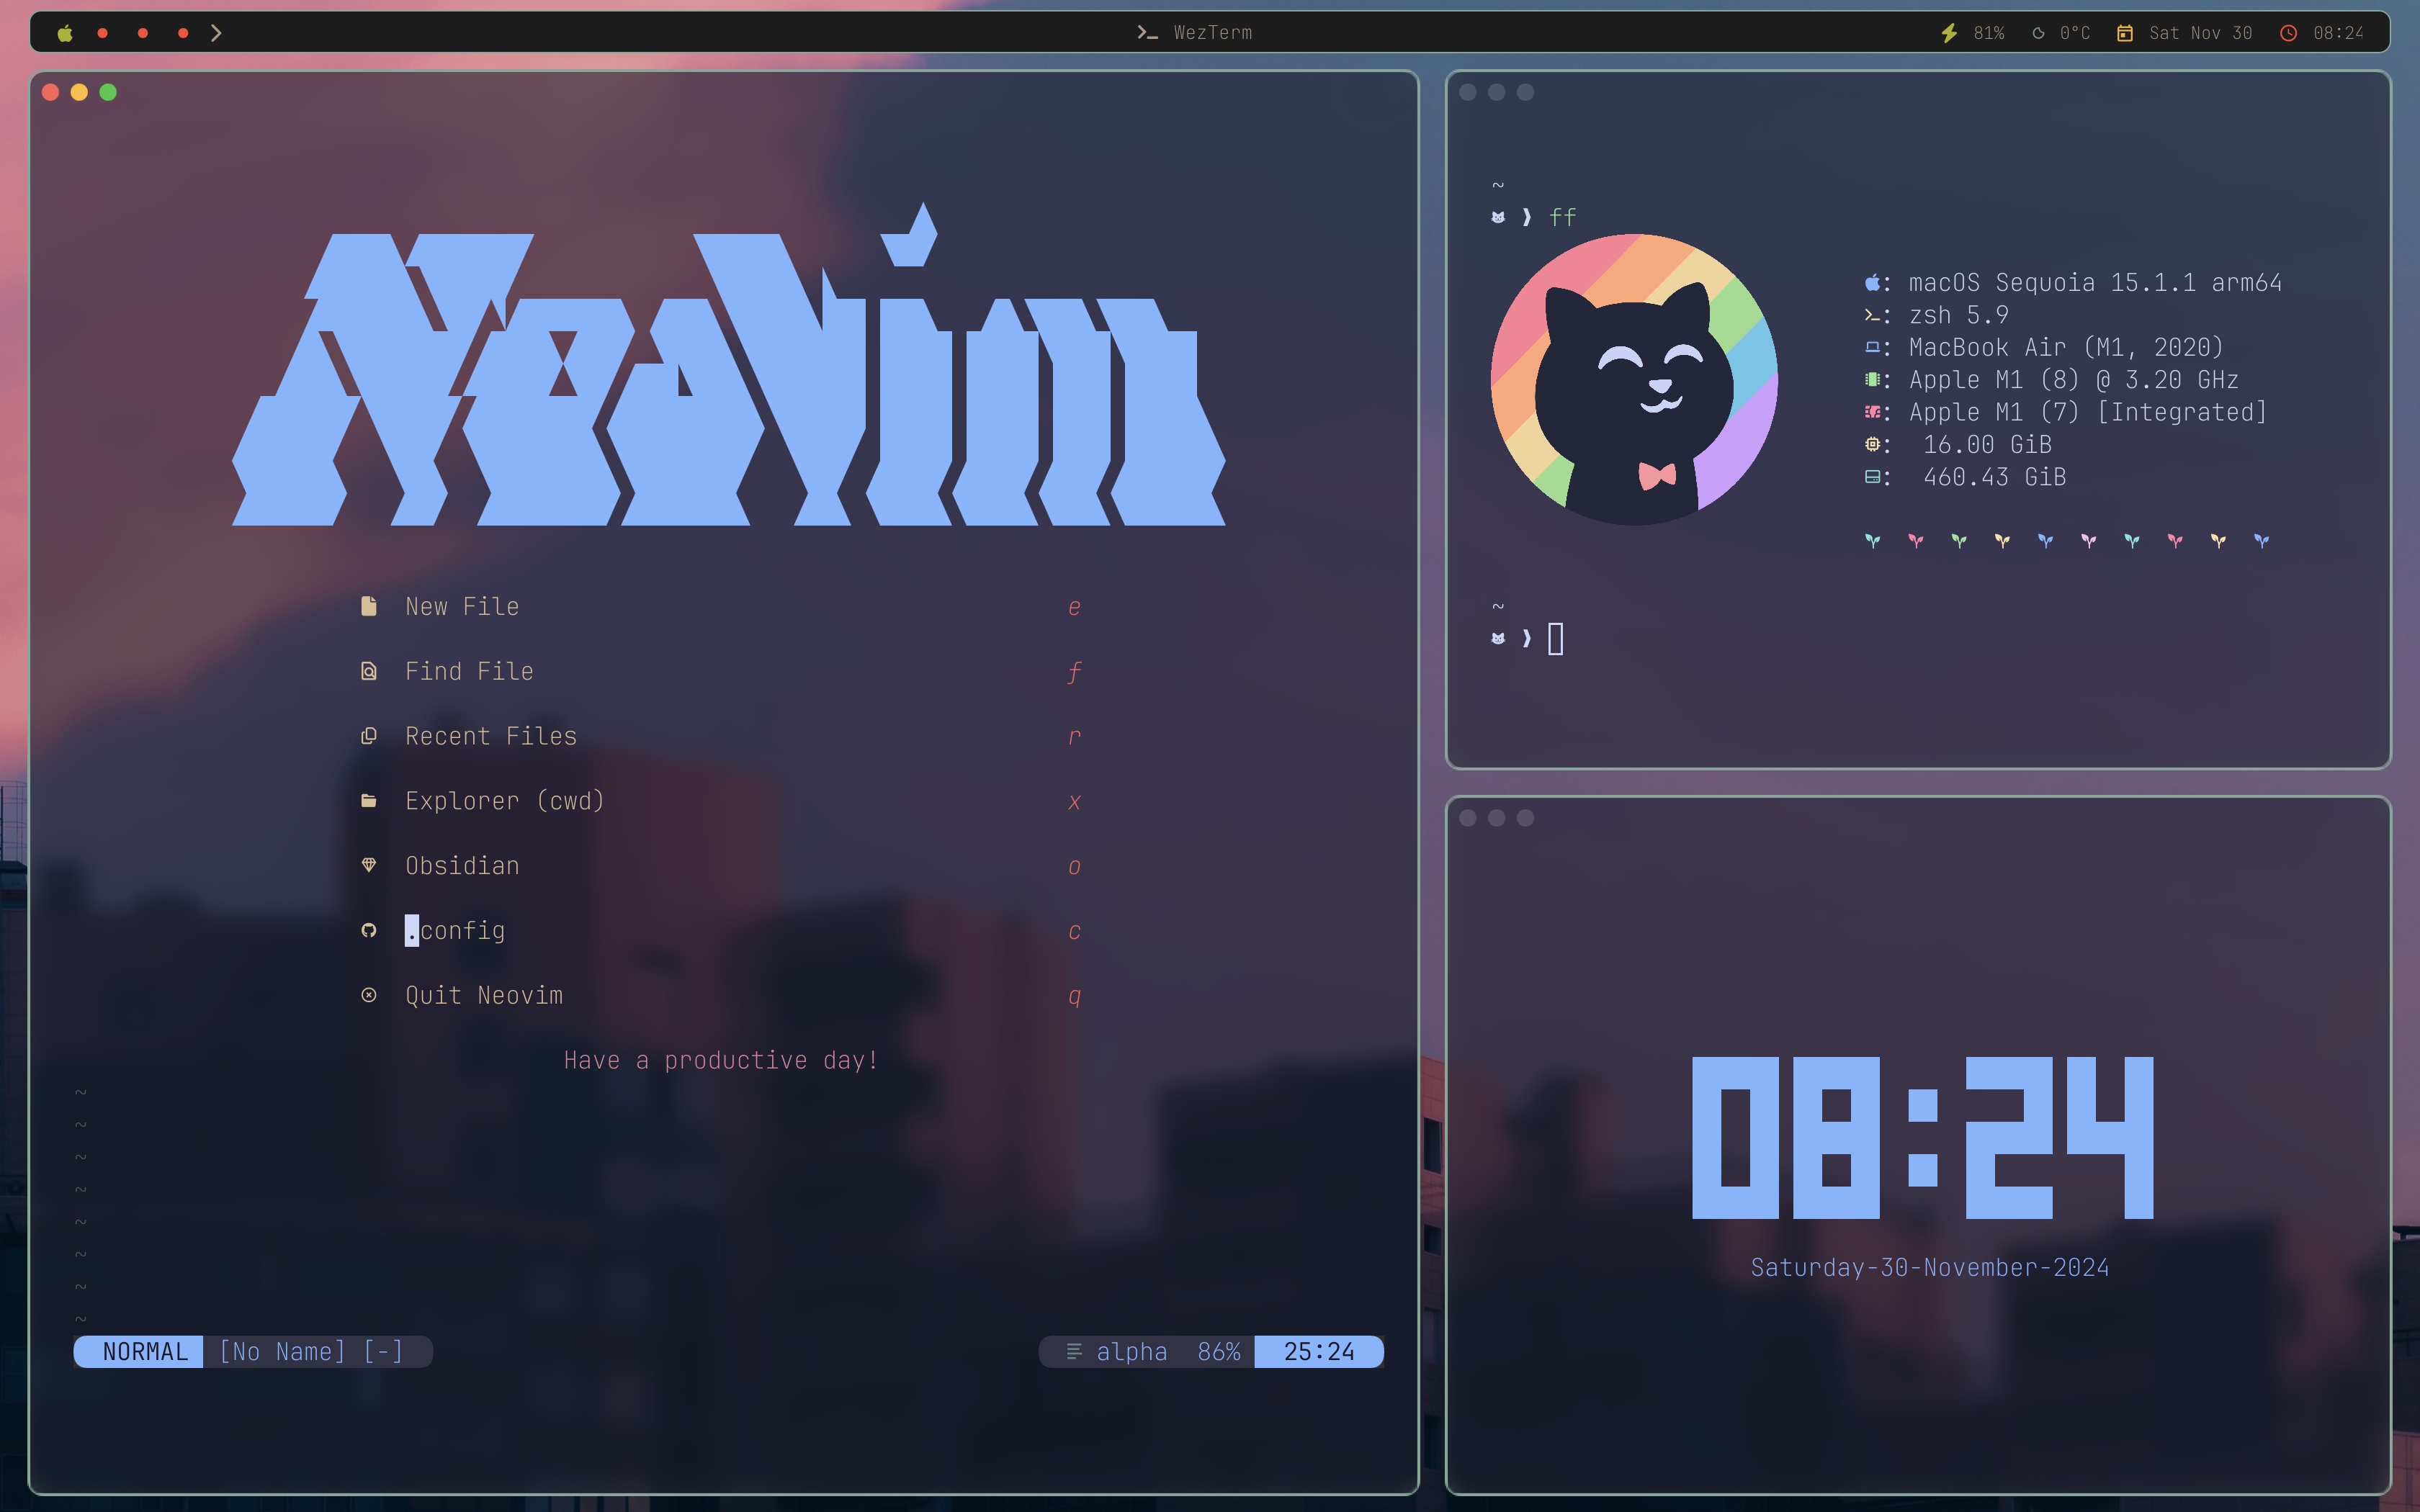 WezTerm
81% 0°C Sat Nov 30 08:24
Neovim
New File e
Find File f
Recent Files r
Explorer (cwd) x
Obsidian o
.config c
Quit Neovim q
Have a productive day!
~
~
~
~
~
~
~
~
NORMAL [No Name] [-] alpha 86% 25:24
~
❫ ff
: macOS Sequoia 15.1.1 arm64
: zsh 5.9
: MacBook Air (M1, 2020)
: Apple M1 (8) @ 3.20 GHz
: Apple M1 (7) [Integrated]
: 16.00 GiB
: 460.43 GiB
~
❫
08:24
Saturday-30-November-2024